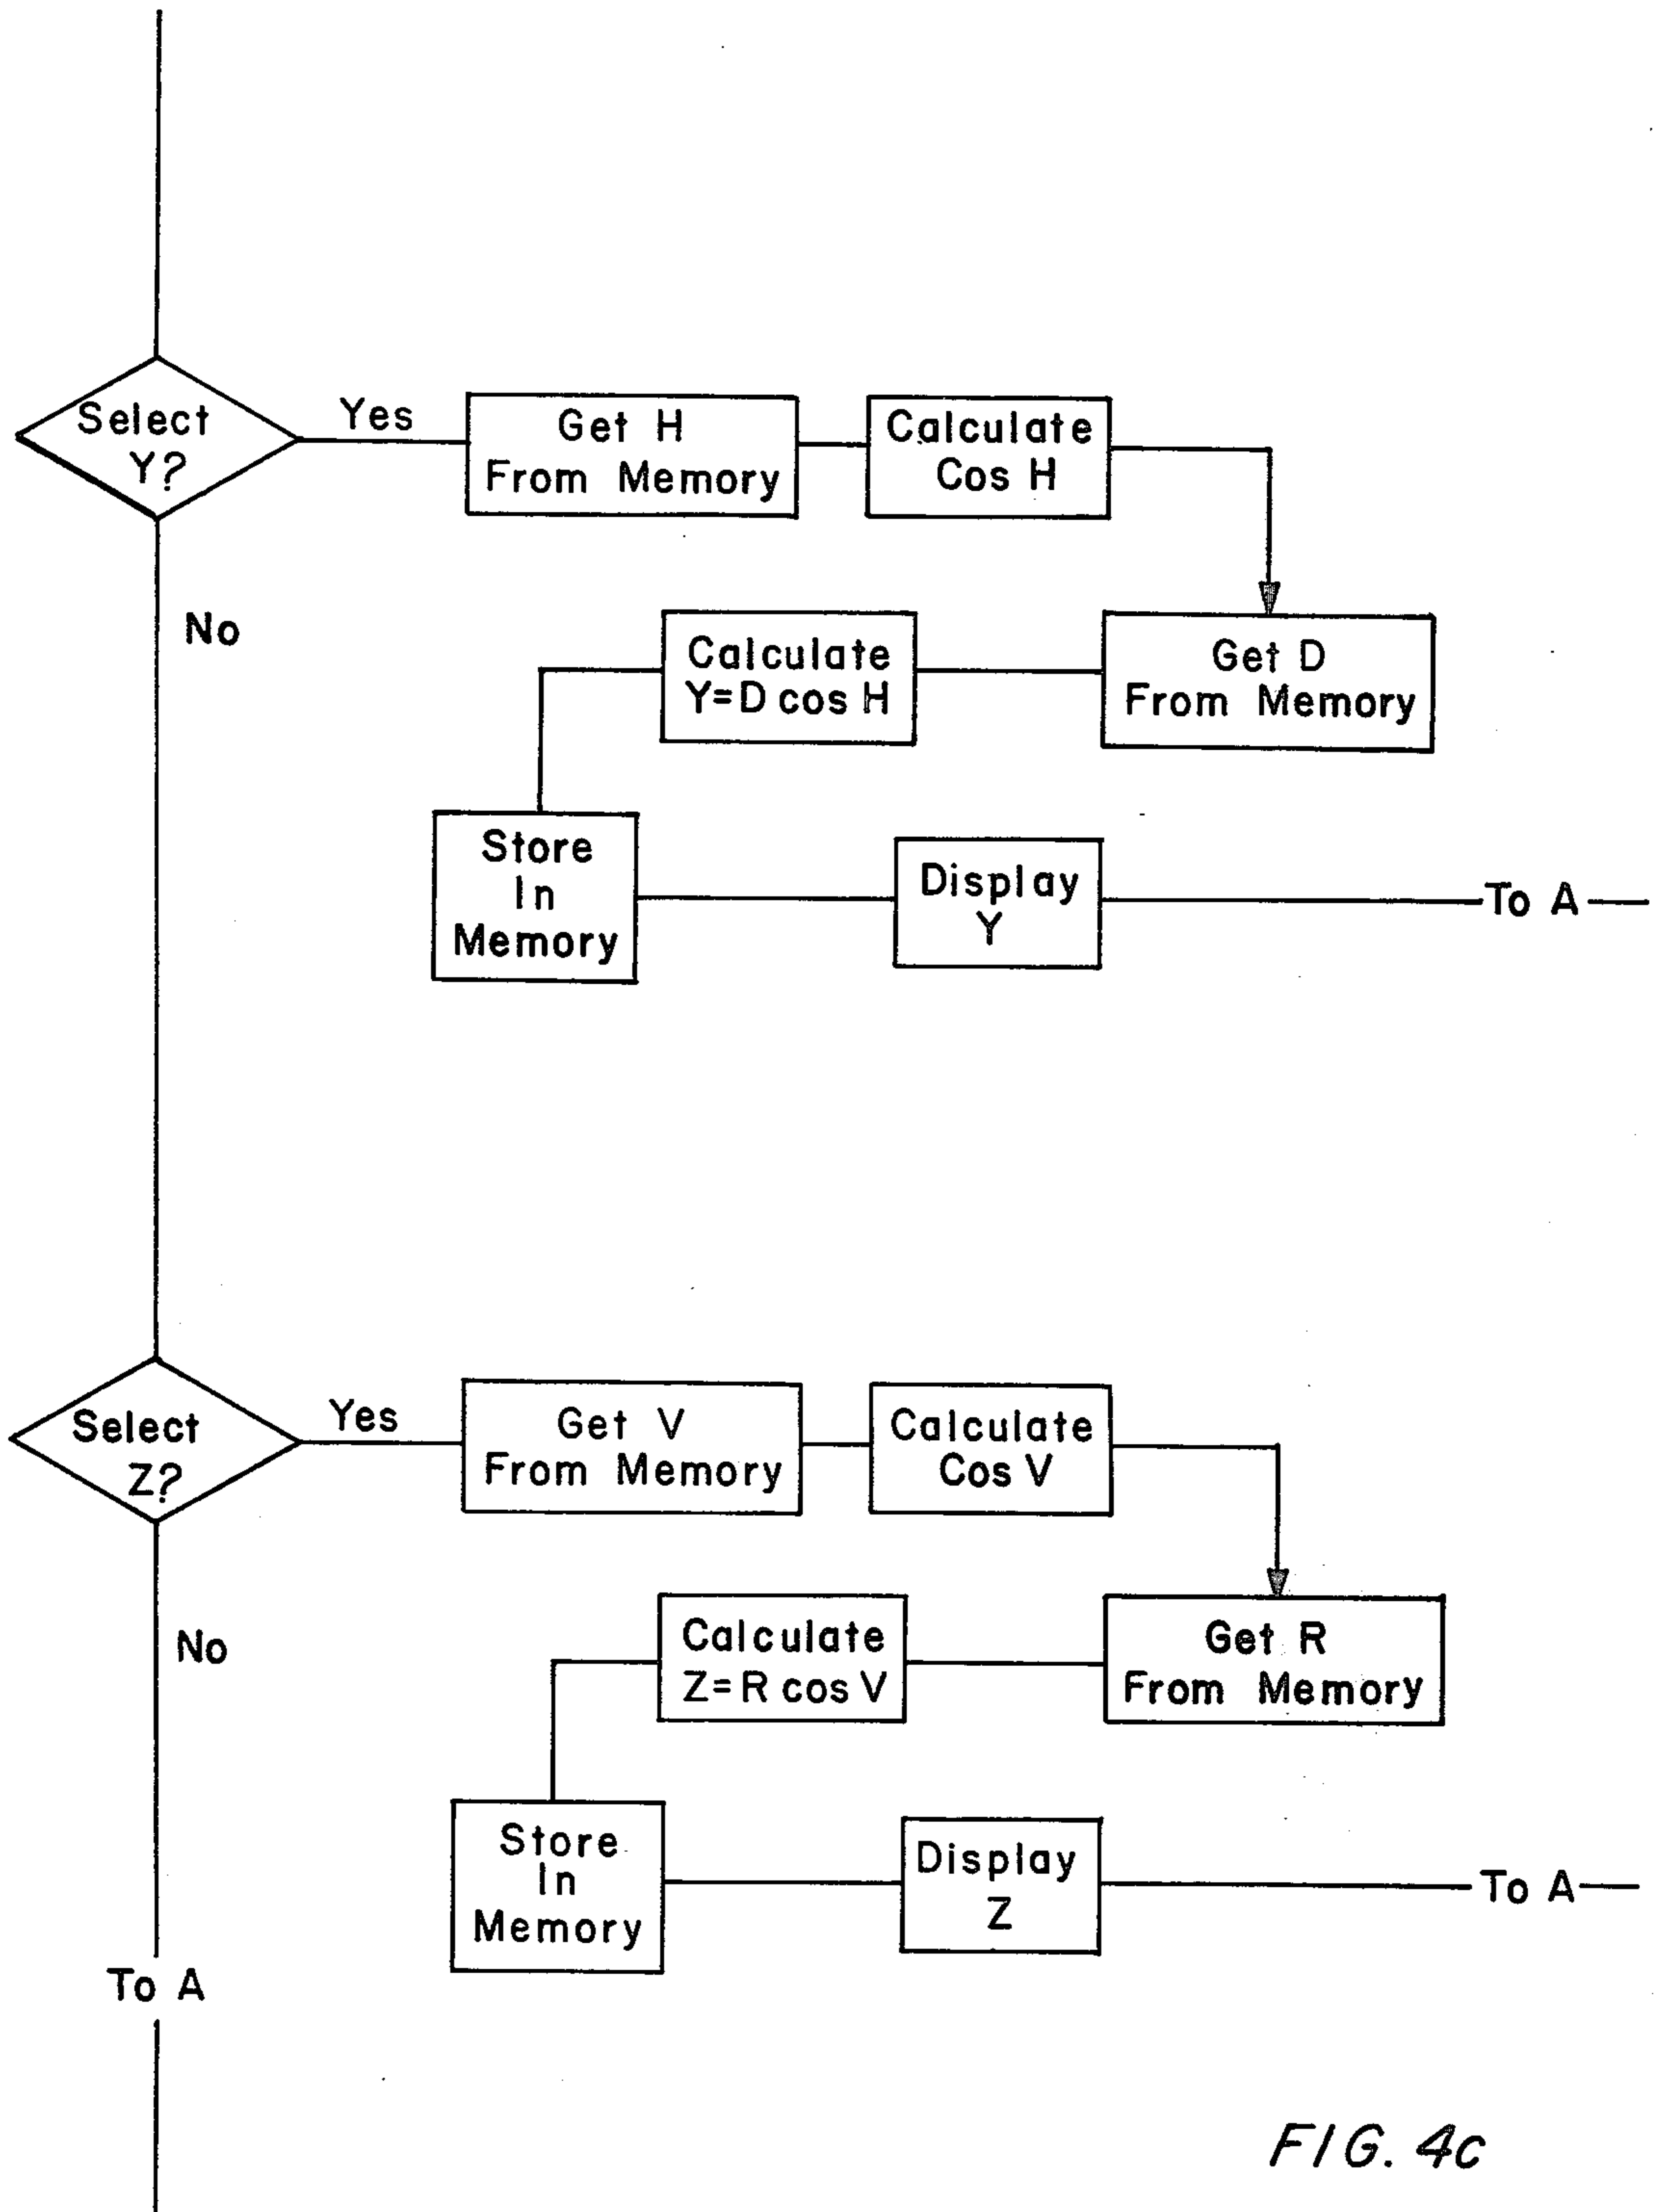 Select
Y?
Yes
Get H
From Memory
Calculate
Cos H
No
Calculate
Y=D cos H
Get D
From Memory
Store
In
Memory
Display
Y
To A
Select
Z?
Yes
Get V
From Memory
Calculate
Cos V
No
Calculate
Z=R cos V
Get R
From Memory
Store
In
Memory
Display
Z
To A
To A
FIG. 4c